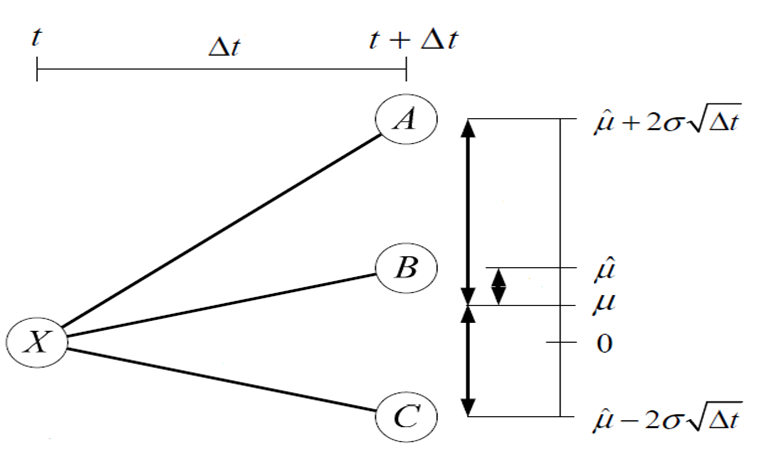 t Δt t + Δt
A μ̂ + 2σ√Δt
B μ̂
μ
X 0
C μ̂ − 2σ√Δt